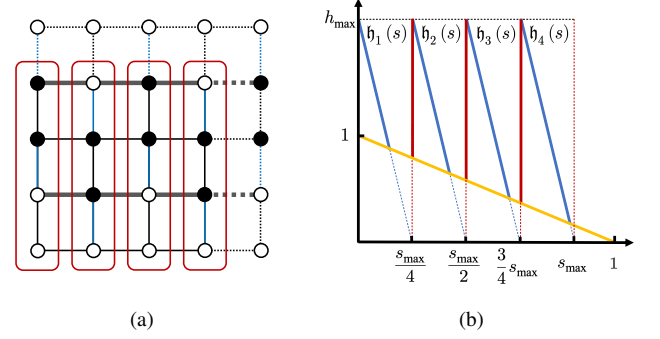 h_max
𝔥₁ (s) 𝔥₂ (s) 𝔥₃ (s) 𝔥₄ (s)
1
s_max/4 s_max/2 3/4 s_max s_max 1
(a) (b)